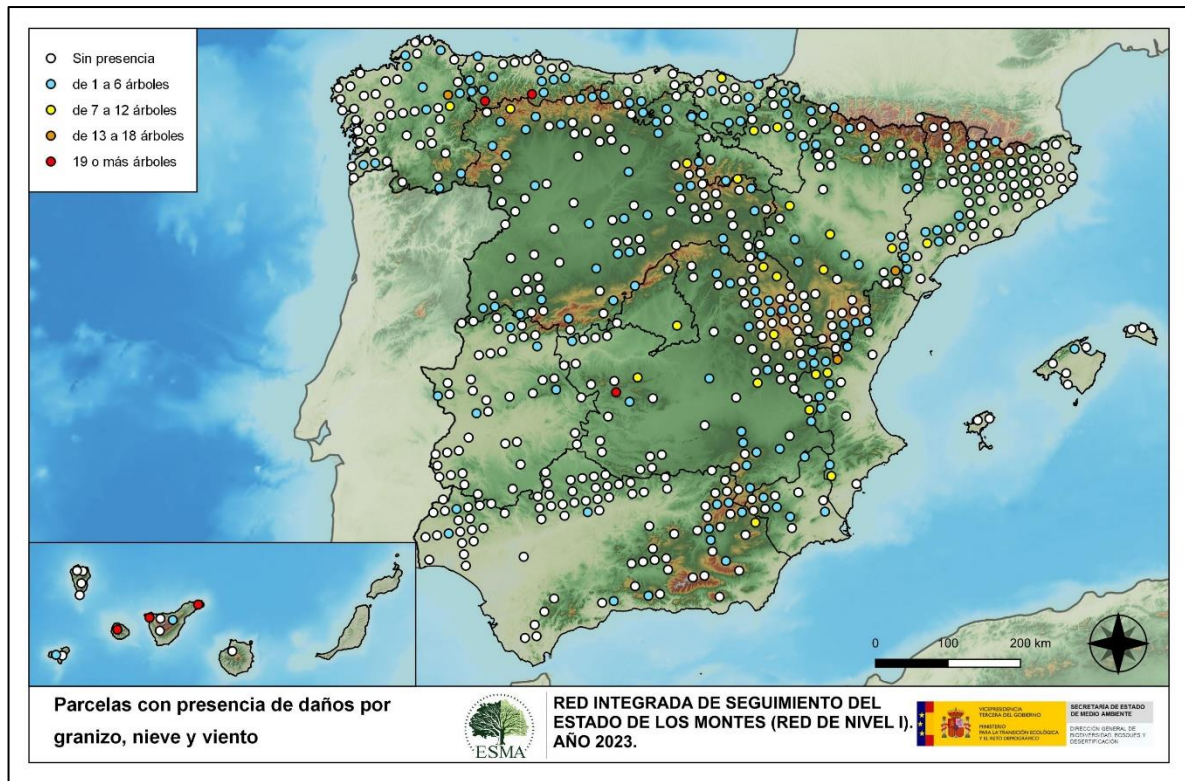 Sin presencia
de 1 a 6 árboles
de 7 a 12 árboles
de 13 a 18 árboles
19 o más árboles
0 100 200 km
Parcelas con presencia de daños por
granizo, nieve y viento
ESMA
RED INTEGRADA DE SEGUIMIENTO DEL
ESTADO DE LOS MONTES (RED DE NIVEL I).
AÑO 2023.
VICEPRESIDENCIA
TERCERA DEL GOBIERNO
MINISTERIO
PARA LA TRANSICIÓN ECOLÓGICA
Y EL RETO DEMOGRÁFICO
SECRETARÍA DE ESTADO
DE MEDIO AMBIENTE
DIRECCIÓN GENERAL DE
BIODIVERSIDAD, BOSQUES Y
DESERTIFICACIÓN